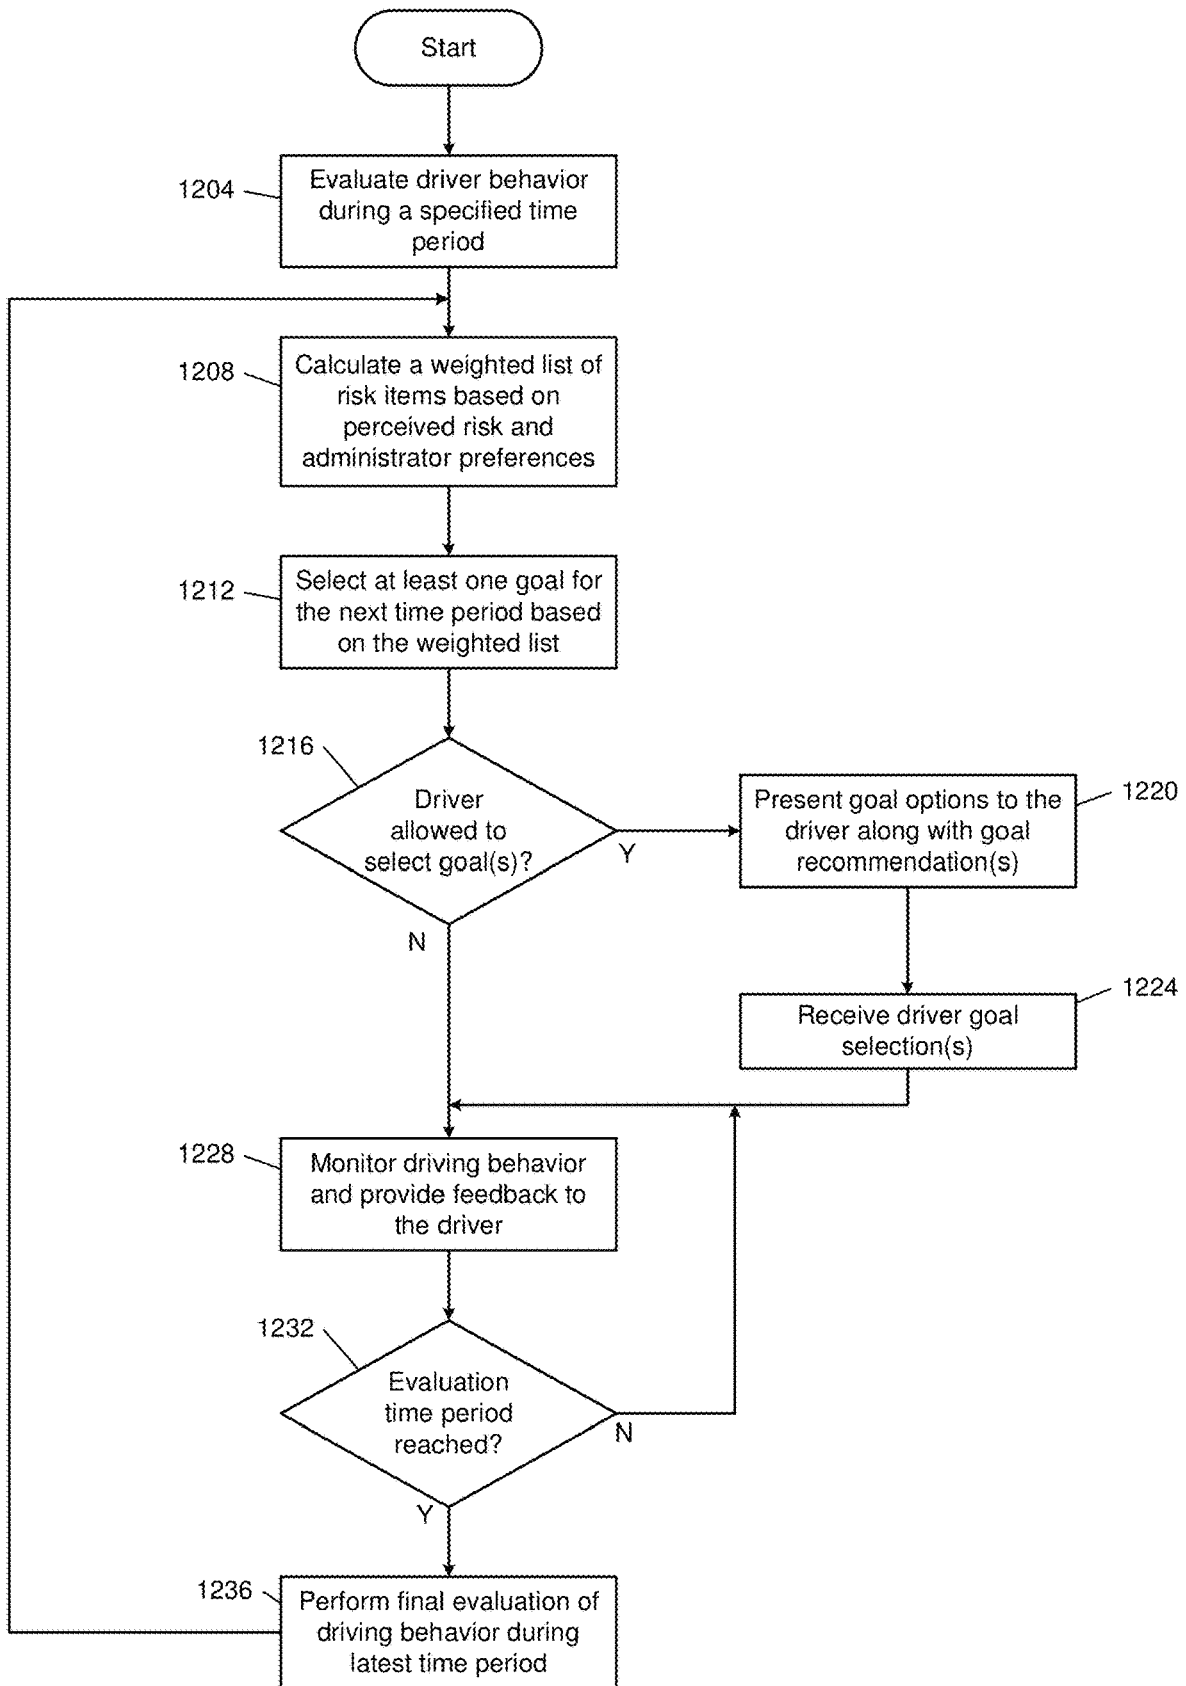 Start
1204
Evaluate driver behavior
during a specified time
period
1208
Calculate a weighted list of
risk items based on
perceived risk and
administrator preferences
1212
Select at least one goal for
the next time period based
on the weighted list
1216
Driver
allowed to
select goal(s)?
Y
N
1220
Present goal options to the
driver along with goal
recommendation(s)
1224
Receive driver goal
selection(s)
1228
Monitor driving behavior
and provide feedback to
the driver
1232
Evaluation
time period
reached?
N
Y
1236
Perform final evaluation of
driving behavior during
latest time period